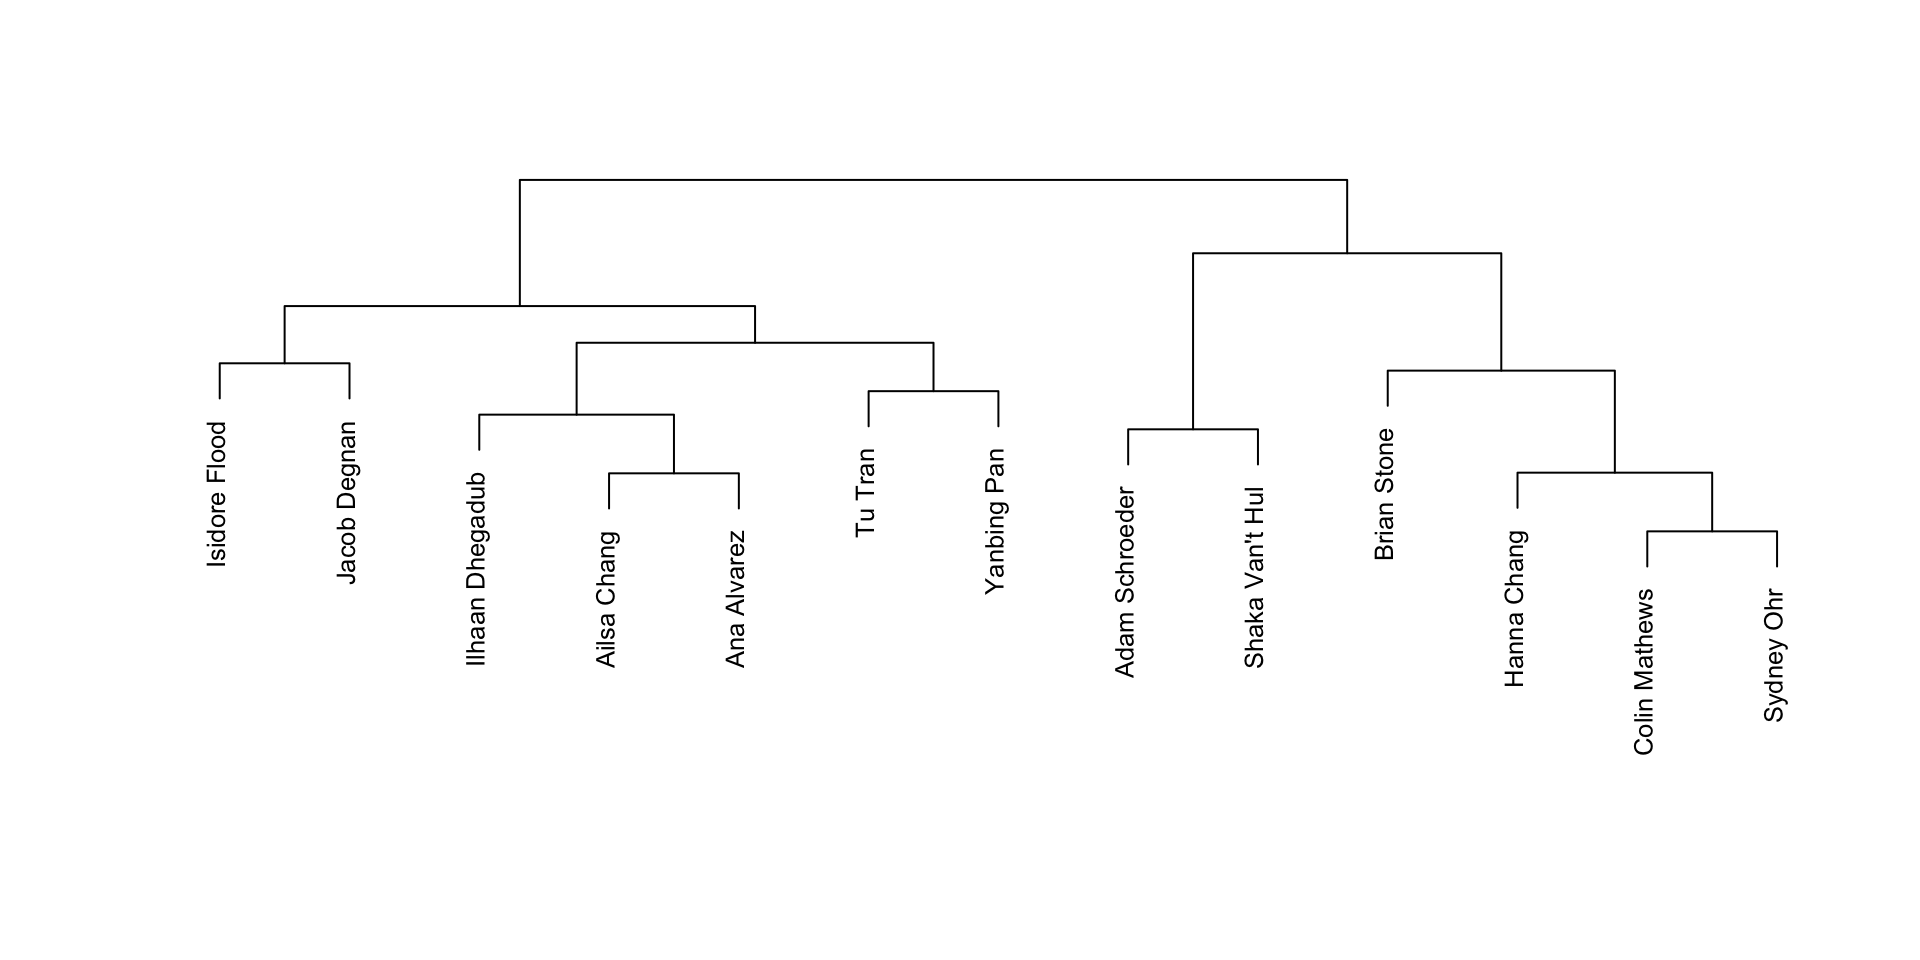 Isidore Flood
Jacob Degnan
Ilhaan Dhegadub
Ailsa Chang
Ana Alvarez
Tu Tran
Yanbing Pan
Adam Schroeder
Shaka Van't Hul
Brian Stone
Hanna Chang
Colin Mathews
Sydney Ohr